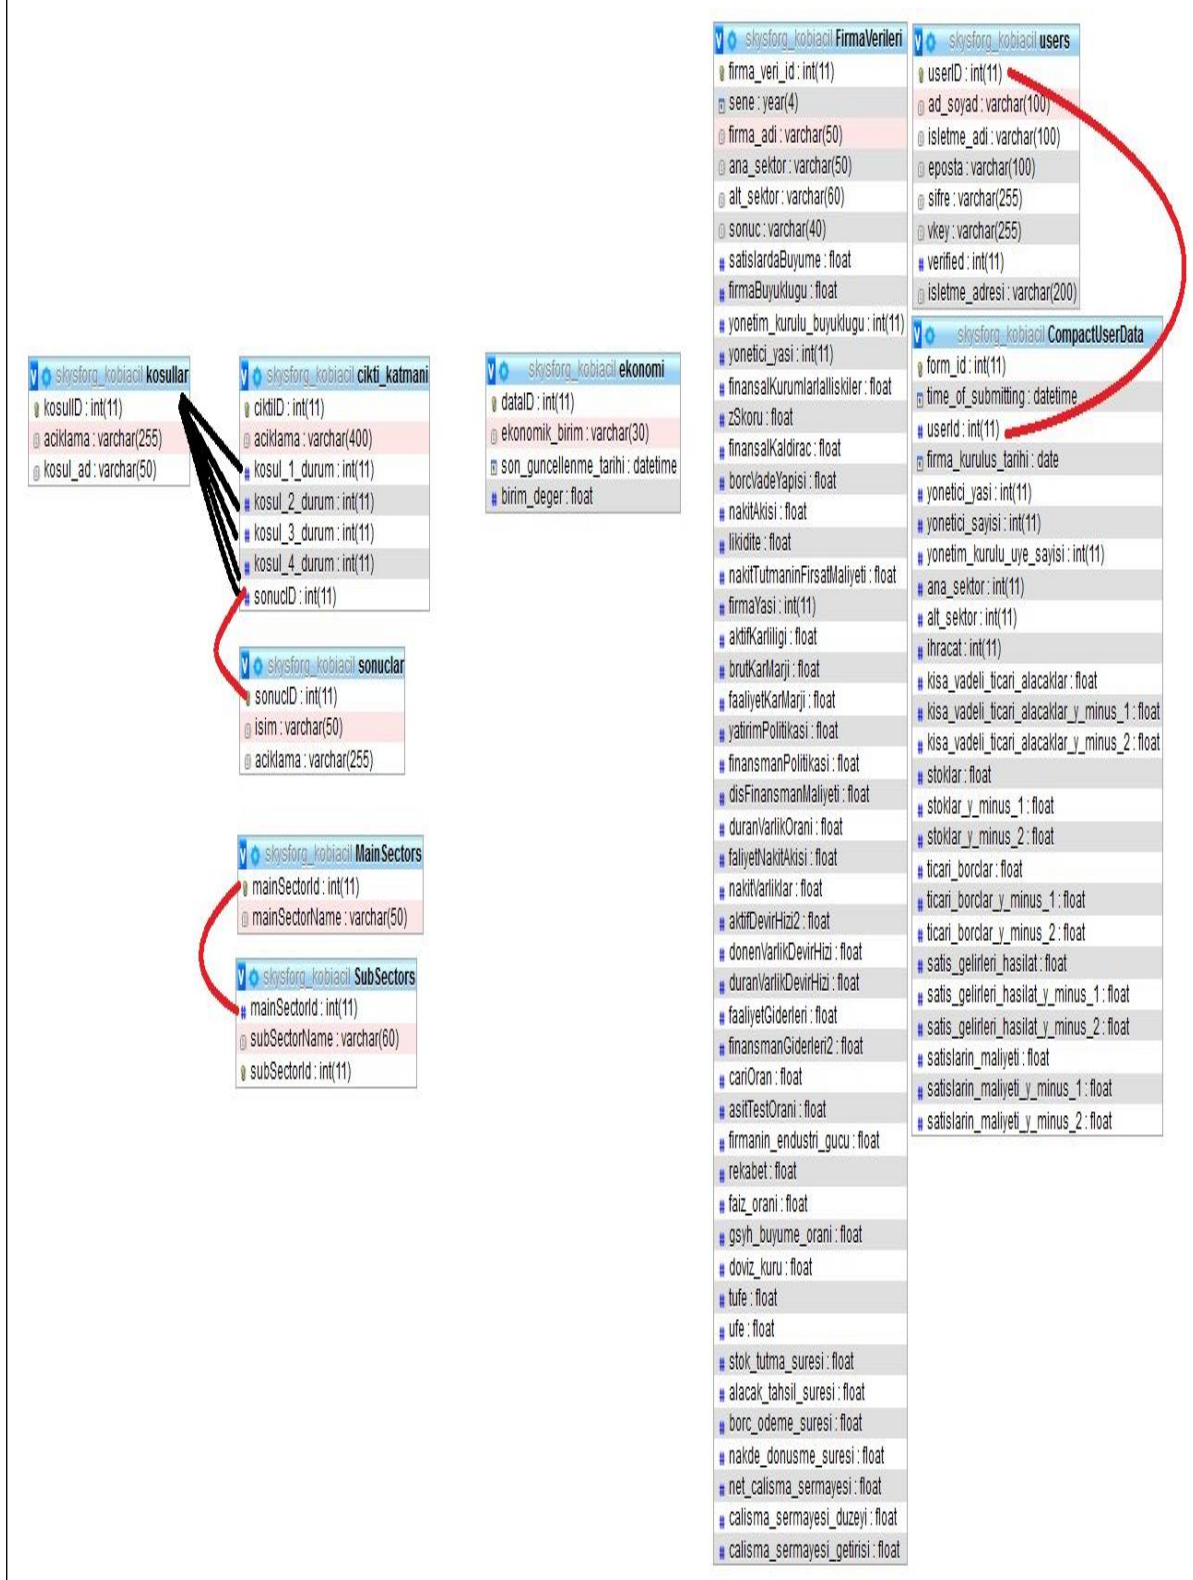 skysforg_kobiacil kosullar
kosulID : int(11)
aciklama : varchar(255)
kosul_ad : varchar(50)
skysforg_kobiacil cikti_katmani
ciktiID : int(11)
aciklama : varchar(400)
kosul_1_durum : int(11)
kosul_2_durum : int(11)
kosul_3_durum : int(11)
kosul_4_durum : int(11)
sonucID : int(11)
skysforg_kobiacil sonuclar
sonucID : int(11)
isim : varchar(50)
aciklama : varchar(255)
skysforg_kobiacil MainSectors
mainSectorId : int(11)
mainSectorName : varchar(50)
skysforg_kobiacil SubSectors
mainSectorId : int(11)
subSectorName : varchar(60)
subSectorId : int(11)
skysforg_kobiacil ekonomi
dataID : int(11)
ekonomik_birim : varchar(30)
son_guncellenme_tarihi : datetime
birim_deger : float
skysforg_kobiacil FirmaVerileri
firma_veri_id : int(11)
sene : year(4)
firma_adi : varchar(50)
ana_sektor : varchar(50)
alt_sektor : varchar(60)
sonuc : varchar(40)
satislardaBuyume : float
firmaBuyuklugu : float
yonetim_kurulu_buyuklugu : int(11)
yonetici_yasi : int(11)
finansalKurumlarlaIliskiler : float
zSkoru : float
finansalKaldirac : float
borcVadeYapisi : float
nakitAkisi : float
likidite : float
nakitTutmaninFirsatMaliyeti : float
firmaYasi : int(11)
aktifKarliligi : float
brutKarMarji : float
faaliyetKarMarji : float
yatirimPolitikasi : float
finansmanPolitikasi : float
disFinansmanMaliyeti : float
duranVarlikOrani : float
faliyetNakitAkisi : float
nakitVarliklar : float
aktifDevirHizi2 : float
donenVarlikDevirHizi : float
duranVarlikDevirHizi : float
faaliyetGiderleri : float
finansmanGiderleri2 : float
cariOran : float
asitTestOrani : float
firmanin_endustri_gucu : float
rekabet : float
faiz_orani : float
gsyh_buyume_orani : float
doviz_kuru : float
tufe : float
ufe : float
stok_tutma_suresi : float
alacak_tahsil_suresi : float
borc_odeme_suresi : float
nakde_donusme_suresi : float
net_calisma_sermayesi : float
calisma_sermayesi_duzeyi : float
calisma_sermayesi_getirisi : float
skysforg_kobiacil users
userID : int(11)
ad_soyad : varchar(100)
isletme_adi : varchar(100)
eposta : varchar(100)
sifre : varchar(255)
vkey : varchar(255)
verified : int(11)
isletme_adresi : varchar(200)
skysforg_kobiacil CompactUserData
form_id : int(11)
time_of_submitting : datetime
userId : int(11)
firma_kurulus_tarihi : date
yonetici_yasi : int(11)
yonetici_sayisi : int(11)
yonetim_kurulu_uye_sayisi : int(11)
ana_sektor : int(11)
alt_sektor : int(11)
ihracat : int(11)
kisa_vadeli_ticari_alacaklar : float
kisa_vadeli_ticari_alacaklar_y_minus_1 : float
kisa_vadeli_ticari_alacaklar_y_minus_2 : float
stoklar : float
stoklar_y_minus_1 : float
stoklar_y_minus_2 : float
ticari_borclar : float
ticari_borclar_y_minus_1 : float
ticari_borclar_y_minus_2 : float
satis_gelirleri_hasilat : float
satis_gelirleri_hasilat_y_minus_1 : float
satis_gelirleri_hasilat_y_minus_2 : float
satislarin_maliyeti : float
satislarin_maliyeti_y_minus_1 : float
satislarin_maliyeti_y_minus_2 : float